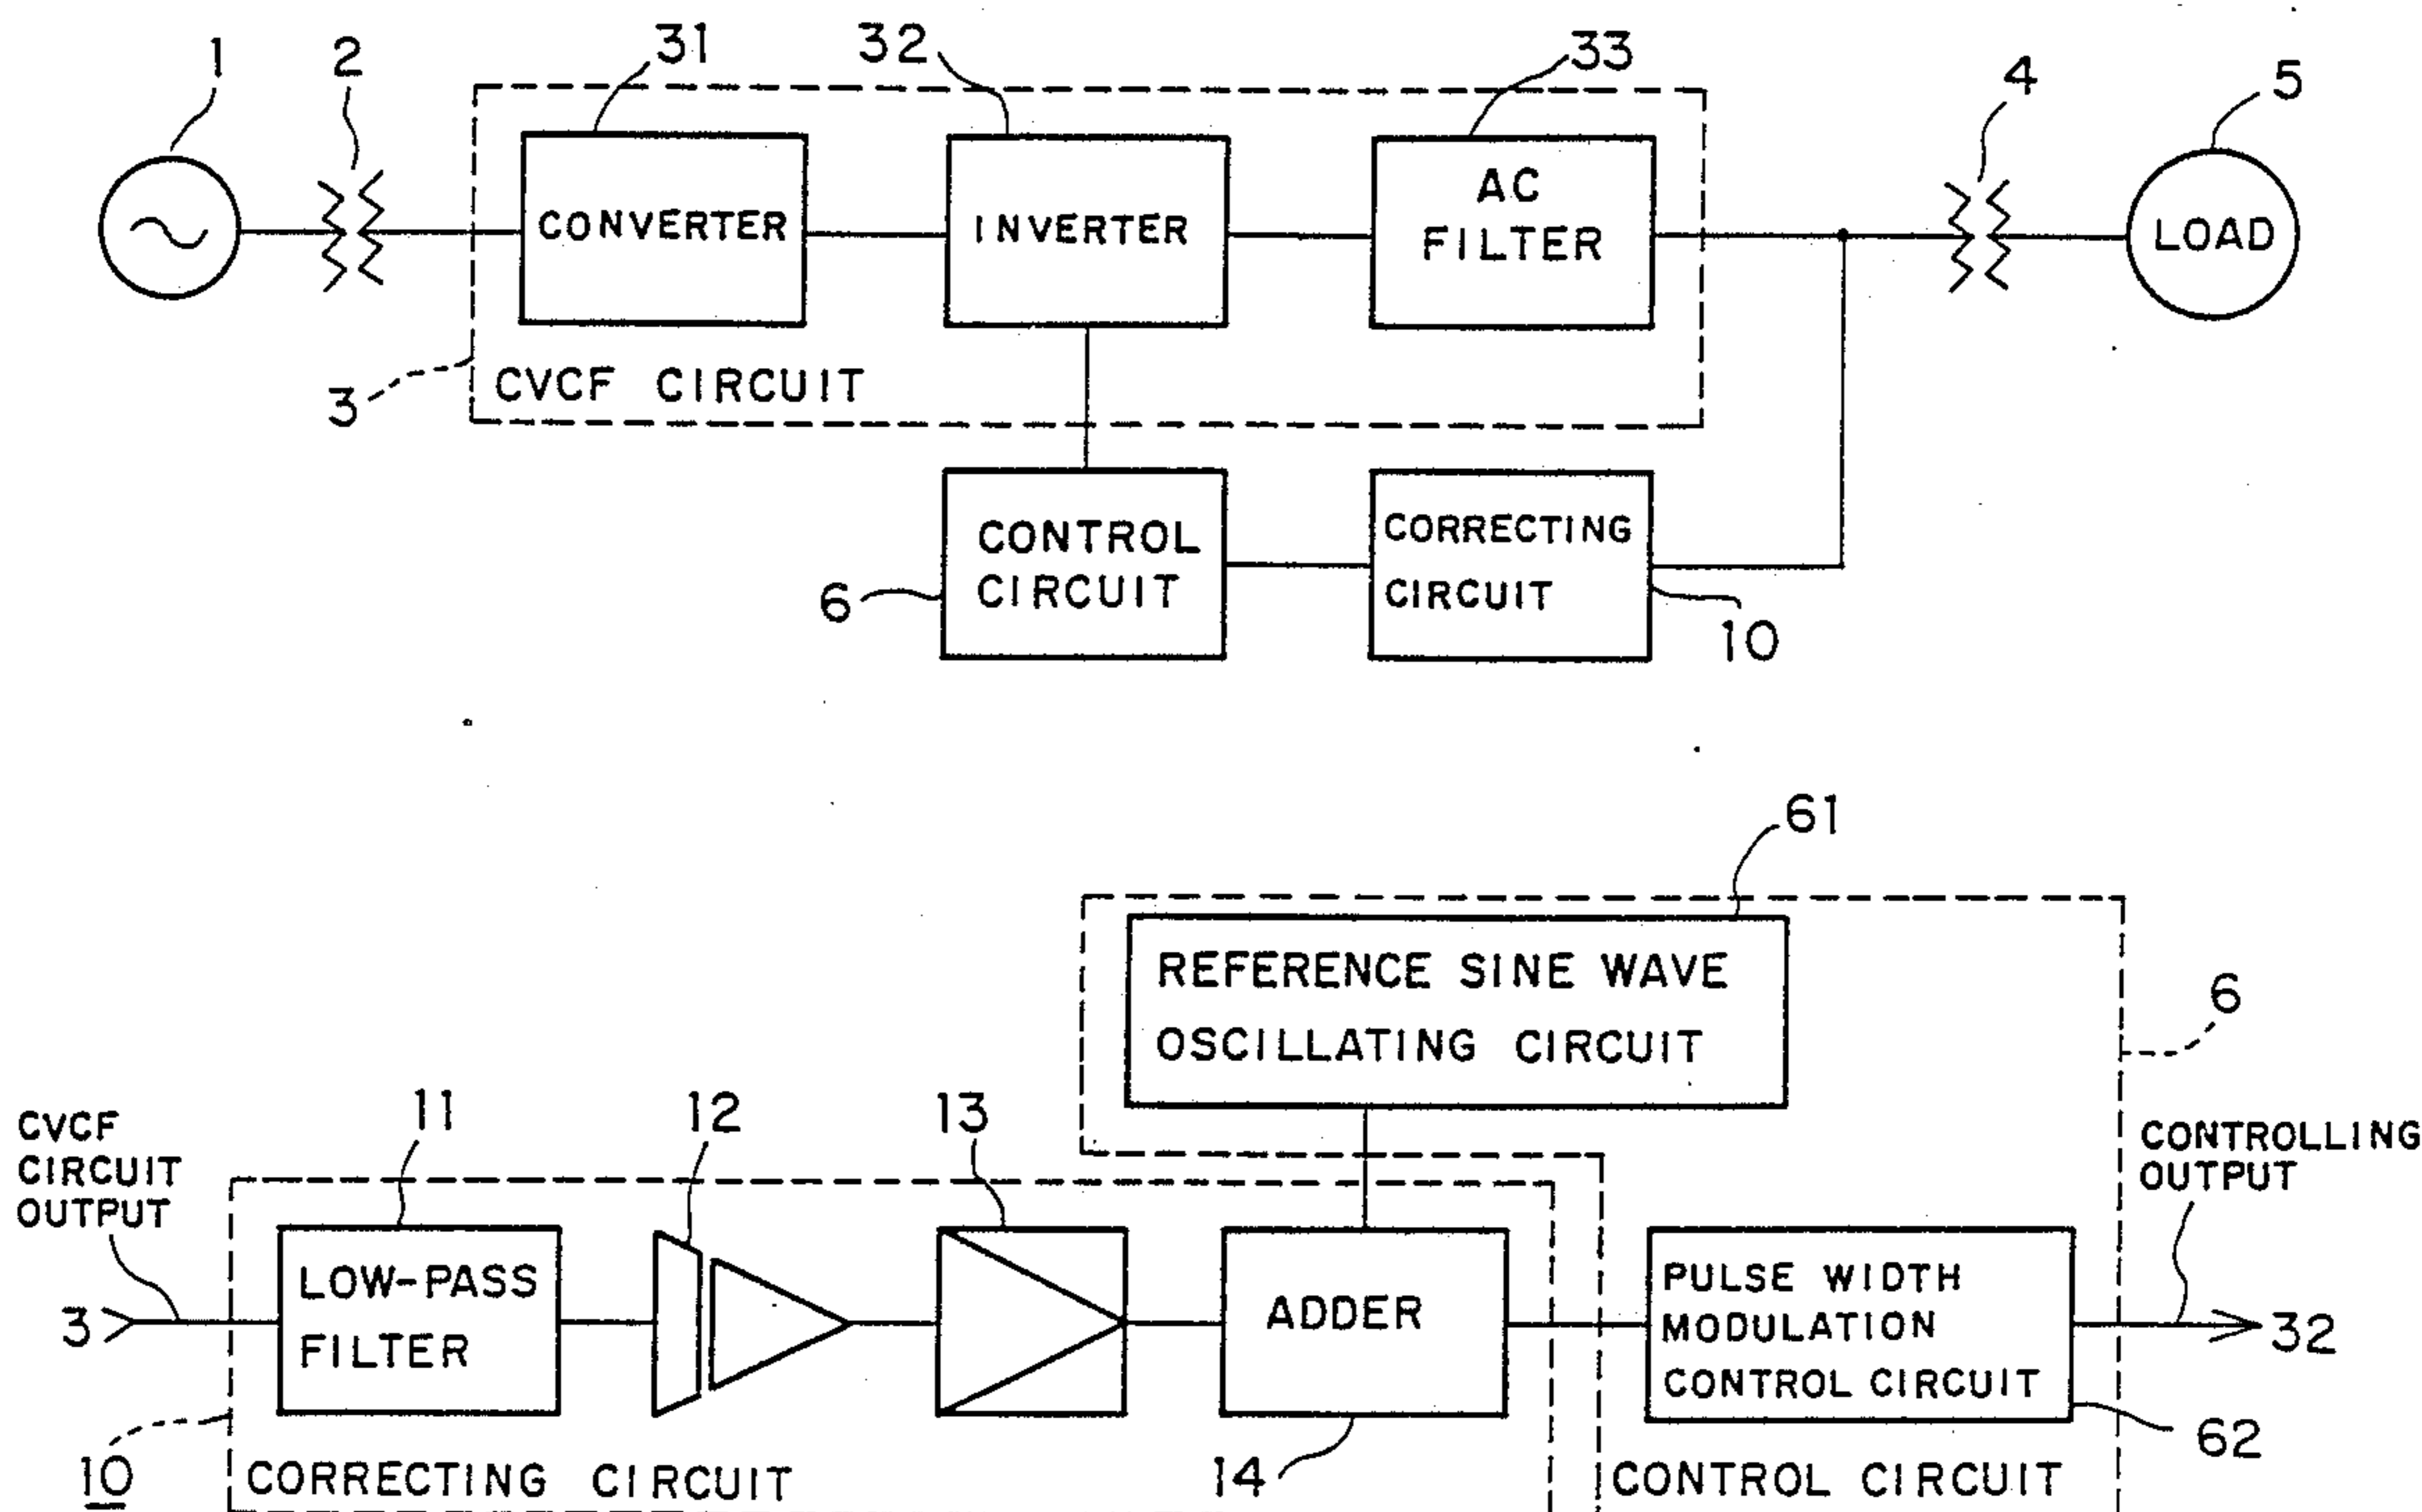 1
2
31
32
33
4
5
CONVERTER
INVERTER
AC
FILTER
LOAD
3
CVCF CIRCUIT
CONTROL
CIRCUIT
CORRECTING
CIRCUIT
6
10
61
REFERENCE SINE WAVE
OSCILLATING CIRCUIT
6
CVCF
CIRCUIT
OUTPUT
11
12
13
CONTROLLING
OUTPUT
3
LOW-PASS
FILTER
ADDER
PULSE WIDTH
MODULATION
CONTROL CIRCUIT
32
10
CORRECTING CIRCUIT
14
CONTROL CIRCUIT
62